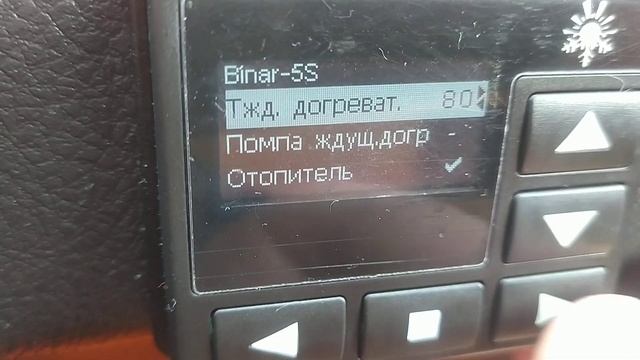 Binar-5S
Тжд. догреват. 80
Помпа ждущ.догр -
Отопитель ✓